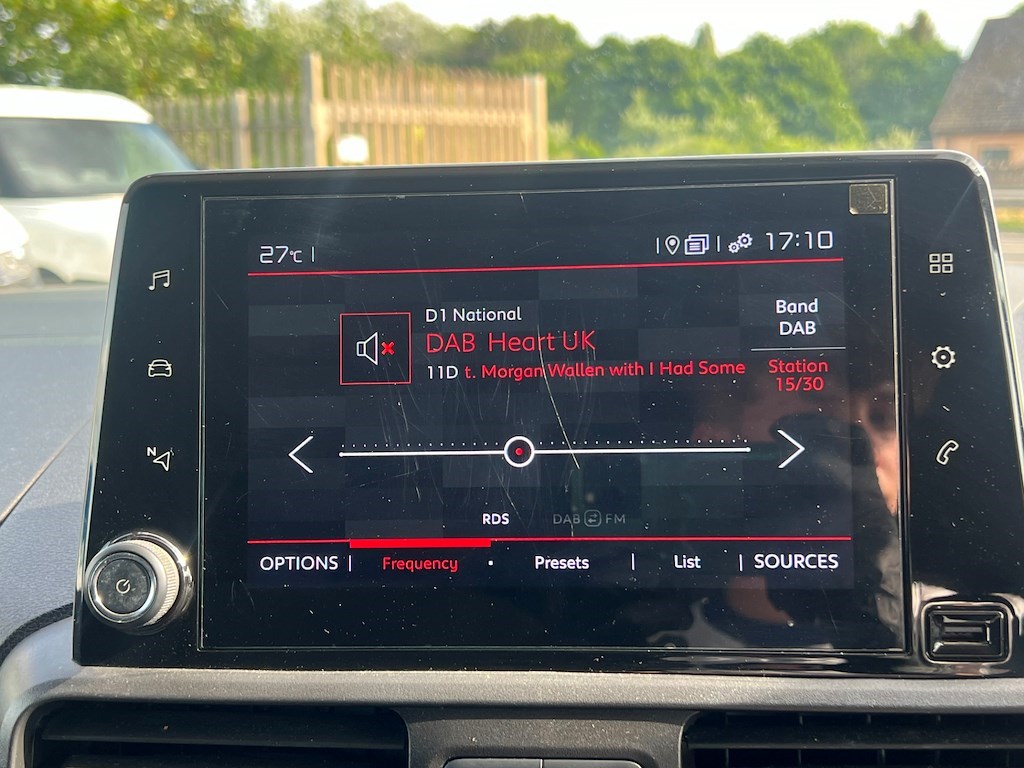 27°C
17:10
D1 National
DAB Heart UK
11D t. Morgan Wallen with I Had Some
Band
DAB
Station
15/30
N
RDS
DAB FM
OPTIONS Frequency Presets List SOURCES